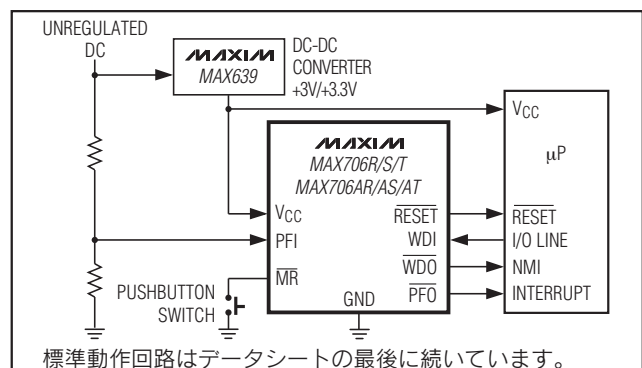 UNREGULATED
DC
MAXIM
MAX639
DC-DC
CONVERTER
+3V/+3.3V
MAXIM
MAX706R/S/T
MAX706AR/AS/AT
VCC
PFI
MR
GND
RESET
WDI
WDO
PFO
VCC
μP
RESET
I/O LINE
NMI
INTERRUPT
PUSHBUTTON
SWITCH
標準動作回路はデータシートの最後に続いています。